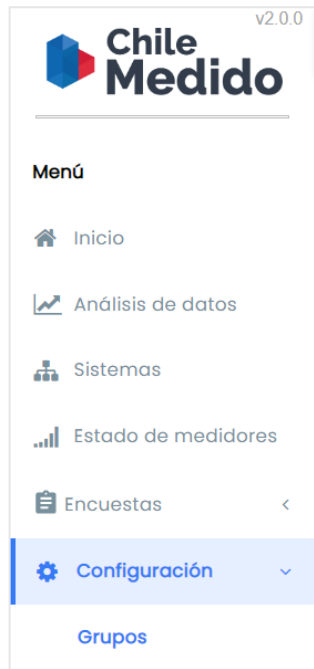 v2.0.0
Chile
Medido
Menú
Inicio
Análisis de datos
Sistemas
Estado de medidores
Encuestas
Configuración
Grupos